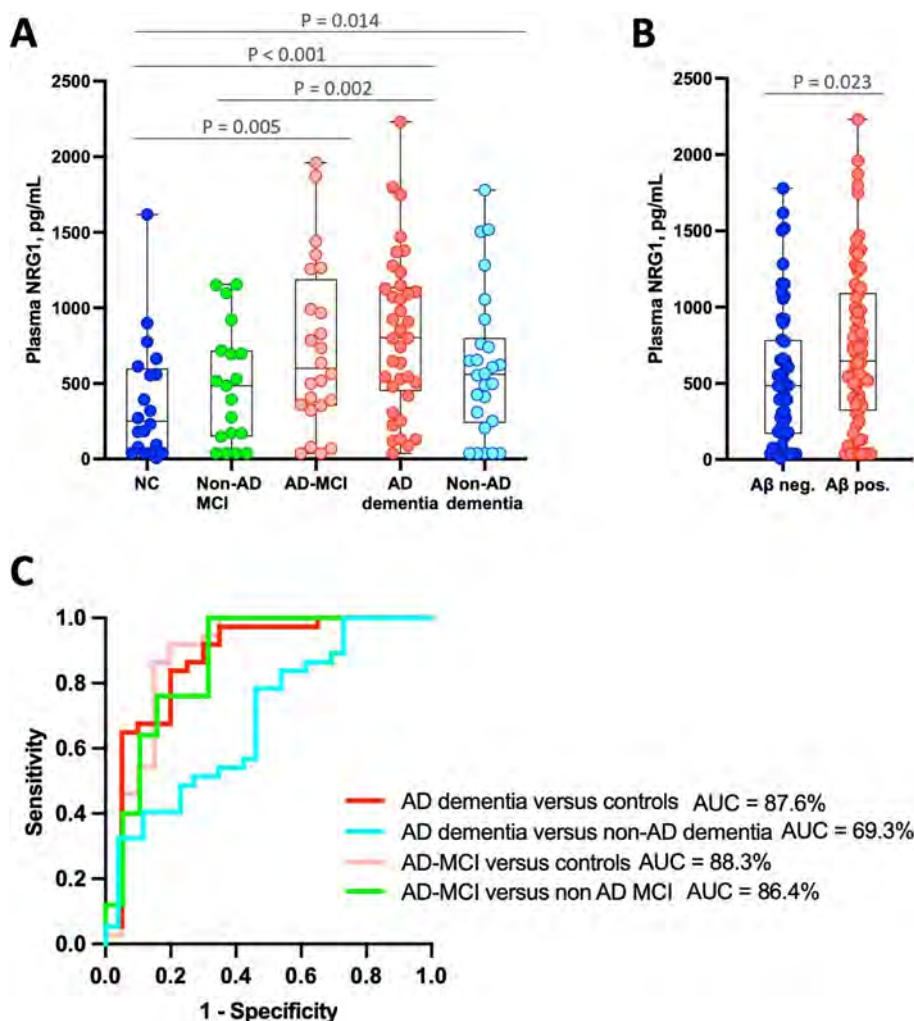 A
P = 0.014
P < 0.001
P = 0.002
P = 0.005
Plasma NRG1, pg/mL
2500
2000
1500
1000
500
0
NC
Non-AD
MCI
AD-MCI
AD
dementia
Non-AD
dementia
B
P = 0.023
Plasma NRG1, pg/mL
2500
2000
1500
1000
500
0
Aβ neg.
Aβ pos.
C
Sensitivity
1.0
0.8
0.6
0.4
0.2
0.0
0.0 0.2 0.4 0.6 0.8 1.0
1 - Specificity
AD dementia versus controls AUC = 87.6%
AD dementia versus non-AD dementia AUC = 69.3%
AD-MCI versus controls AUC = 88.3%
AD-MCI versus non AD MCI AUC = 86.4%